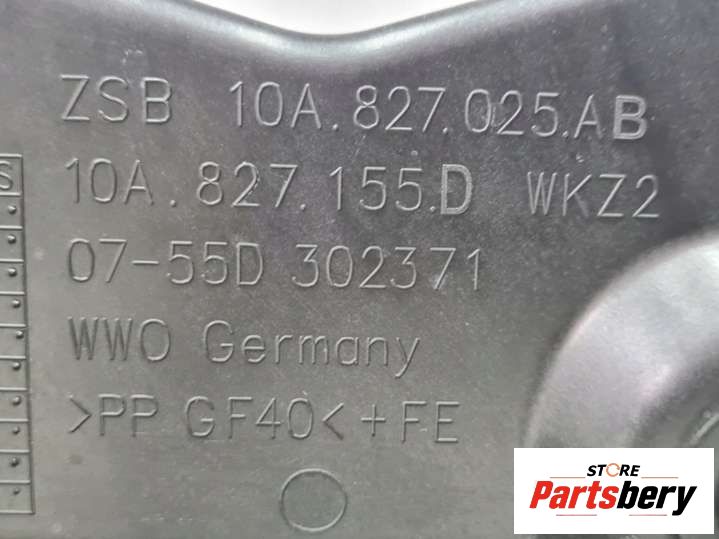 ZSB 10A.827.025.AB
S 10A.827.155.D WKZ2
07-55D 302371
WWO Germany
>PP GF40<+FE
STORE
Partsbery